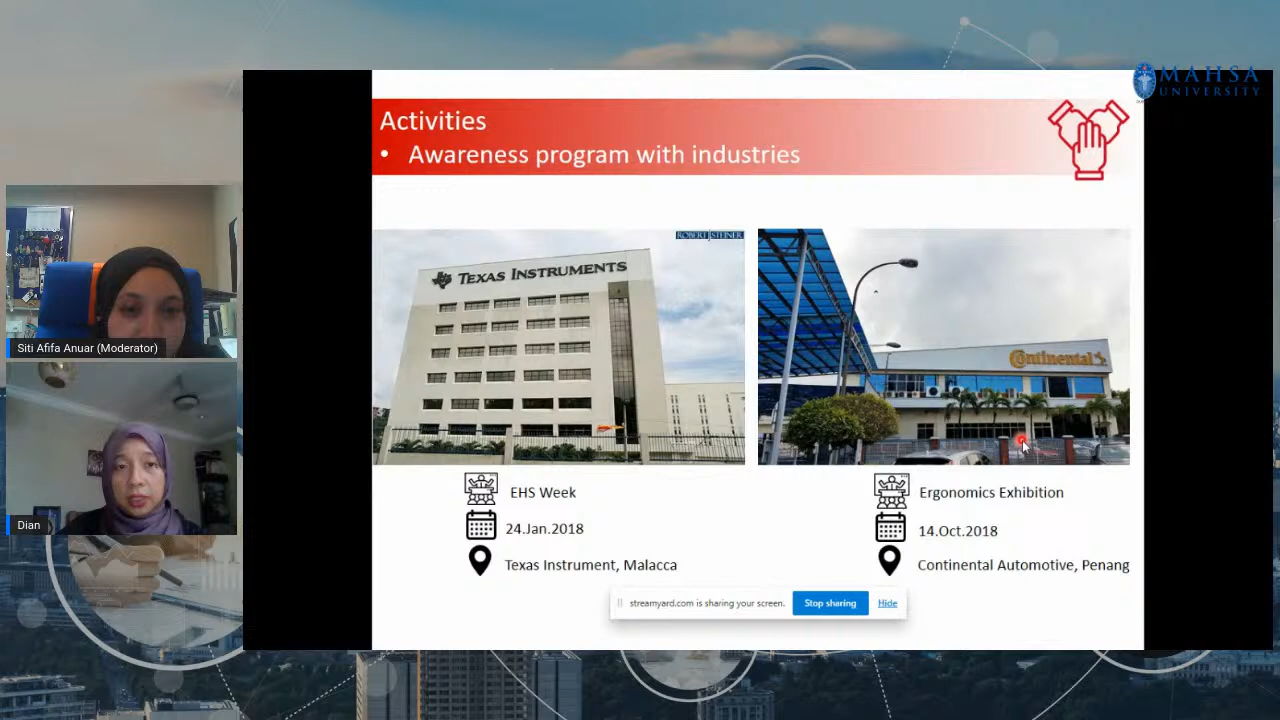 MAHSA
UNIVERSITY
Activities
• Awareness program with industries
ROBERT STEINER
TEXAS INSTRUMENTS
Continental
Siti Afifa Anuar (Moderator)
Dian
EHS Week
24.Jan.2018
Texas Instrument, Malacca
Ergonomics Exhibition
14.Oct.2018
Continental Automotive, Penang
streamyard.com is sharing your screen. Stop sharing Hide